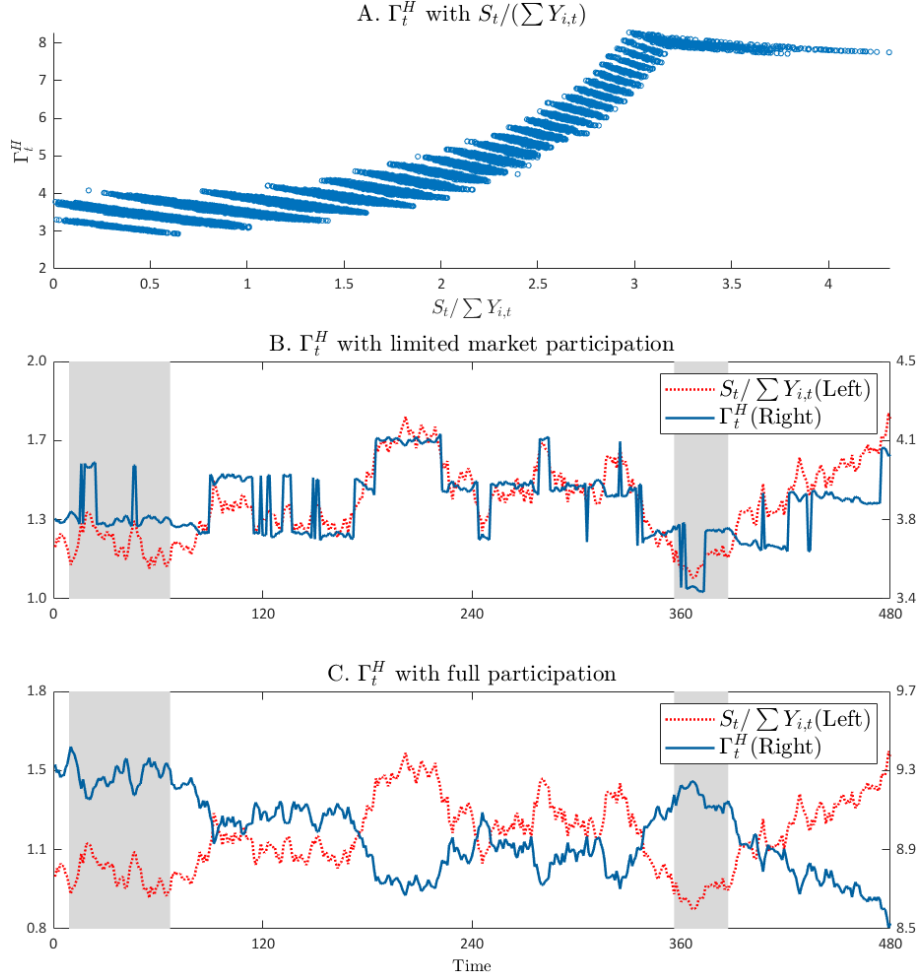 A. Γ_t^H with S_t/(∑ Y_{i,t})
8
7
6
5
4
3
2
Γ_t^H
0 0.5 1 1.5 2 2.5 3 3.5 4
S_t/ ∑ Y_{i,t}
B. Γ_t^H with limited market participation
2.0 4.5
S_t/ ∑ Y_{i,t}(Left)
Γ_t^H(Right)
1.7 4.1
1.3 3.8
1.0 3.4
0 120 240 360 480
C. Γ_t^H with full participation
1.8 9.7
S_t/ ∑ Y_{i,t}(Left)
Γ_t^H(Right)
1.5 9.3
1.1 8.9
0.8 8.5
0 120 240 360 480
Time